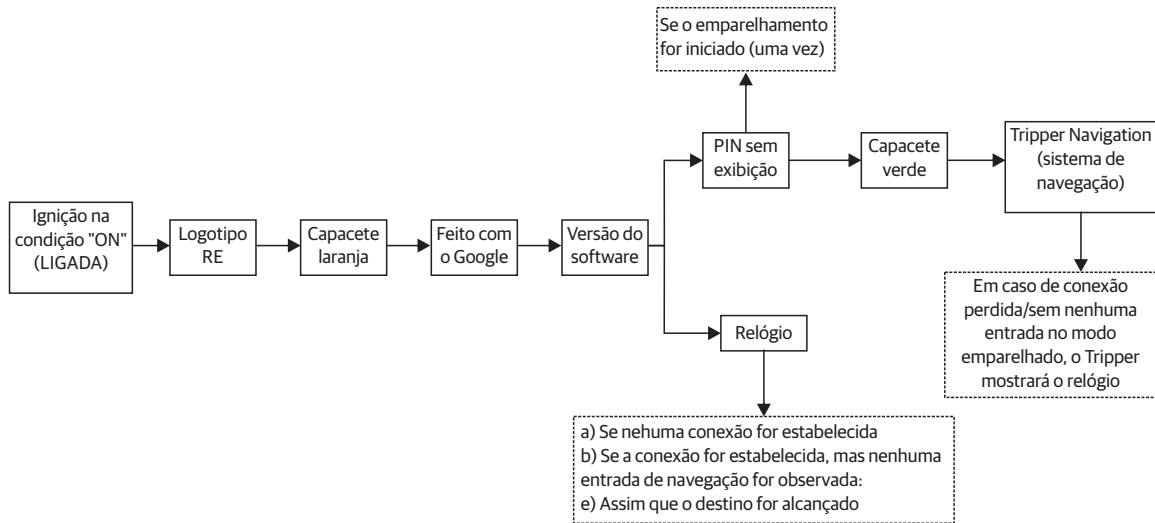 Se o emparelhamento
for iniciado (uma vez)
PIN sem
exibição
Capacete
verde
Tripper Navigation
(sistema de
navegação)
Ignição na
condição "ON"
(LIGADA)
Logotipo
RE
Capacete
laranja
Feito com
o Google
Versão do
software
Relógio
Em caso de conexão
perdida/sem nenhuma
entrada no modo
emparelhado, o Tripper
mostrará o relógio
a) Se nehuma conexão for estabelecida
b) Se a conexão for estabelecida, mas nenhuma
entrada de navegação for observada:
e) Assim que o destino for alcançado